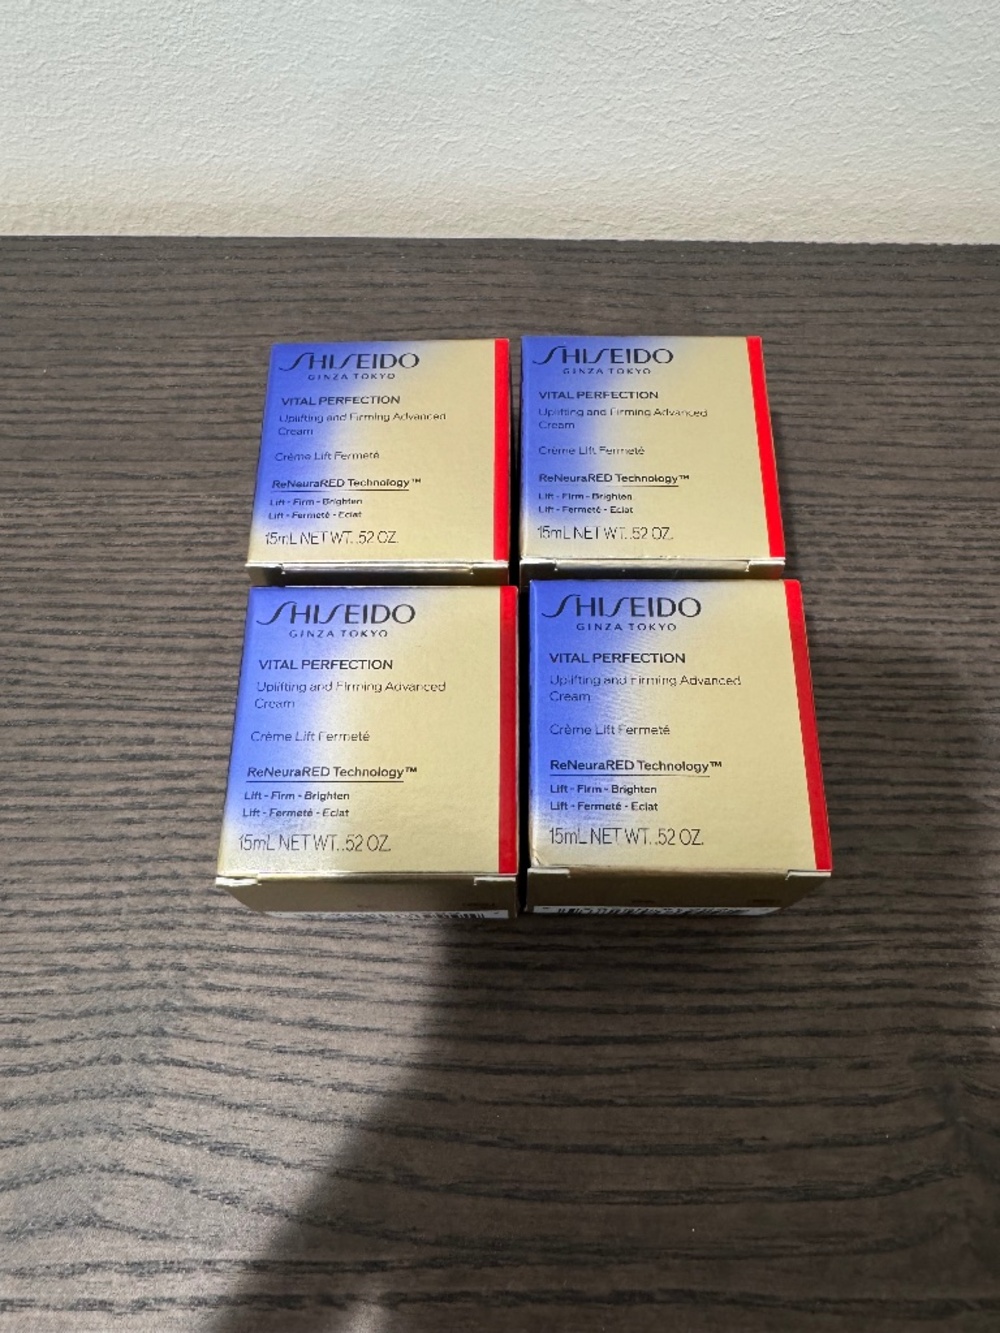 SHISEIDO
GINZA TOKYO
VITAL PERFECTION
Uplifting and Firming Advanced
Cream
Crème Lift Fermeté
ReNeuraRED Technology™
Lift - Firm - Brighten
Lift - Fermeté - Eclat
15mL NET WT. .52 OZ.
SHISEIDO
GINZA TOKYO
VITAL PERFECTION
Uplifting and Firming Advanced
Cream
Crème Lift Fermeté
ReNeuraRED Technology™
Lift - Firm - Brighten
Lift - Fermeté - Eclat
15mL NET WT. .52 OZ.
SHISEIDO
GINZA TOKYO
VITAL PERFECTION
Uplifting and Firming Advanced
Cream
Crème Lift Fermeté
ReNeuraRED Technology™
Lift - Firm - Brighten
Lift - Fermeté - Eclat
15mL NET WT. .52 OZ.
SHISEIDO
GINZA TOKYO
VITAL PERFECTION
Uplifting and Firming Advanced
Cream
Crème Lift Fermeté
ReNeuraRED Technology™
Lift - Firm - Brighten
Lift - Fermeté - Eclat
15mL NET WT. .52 OZ.